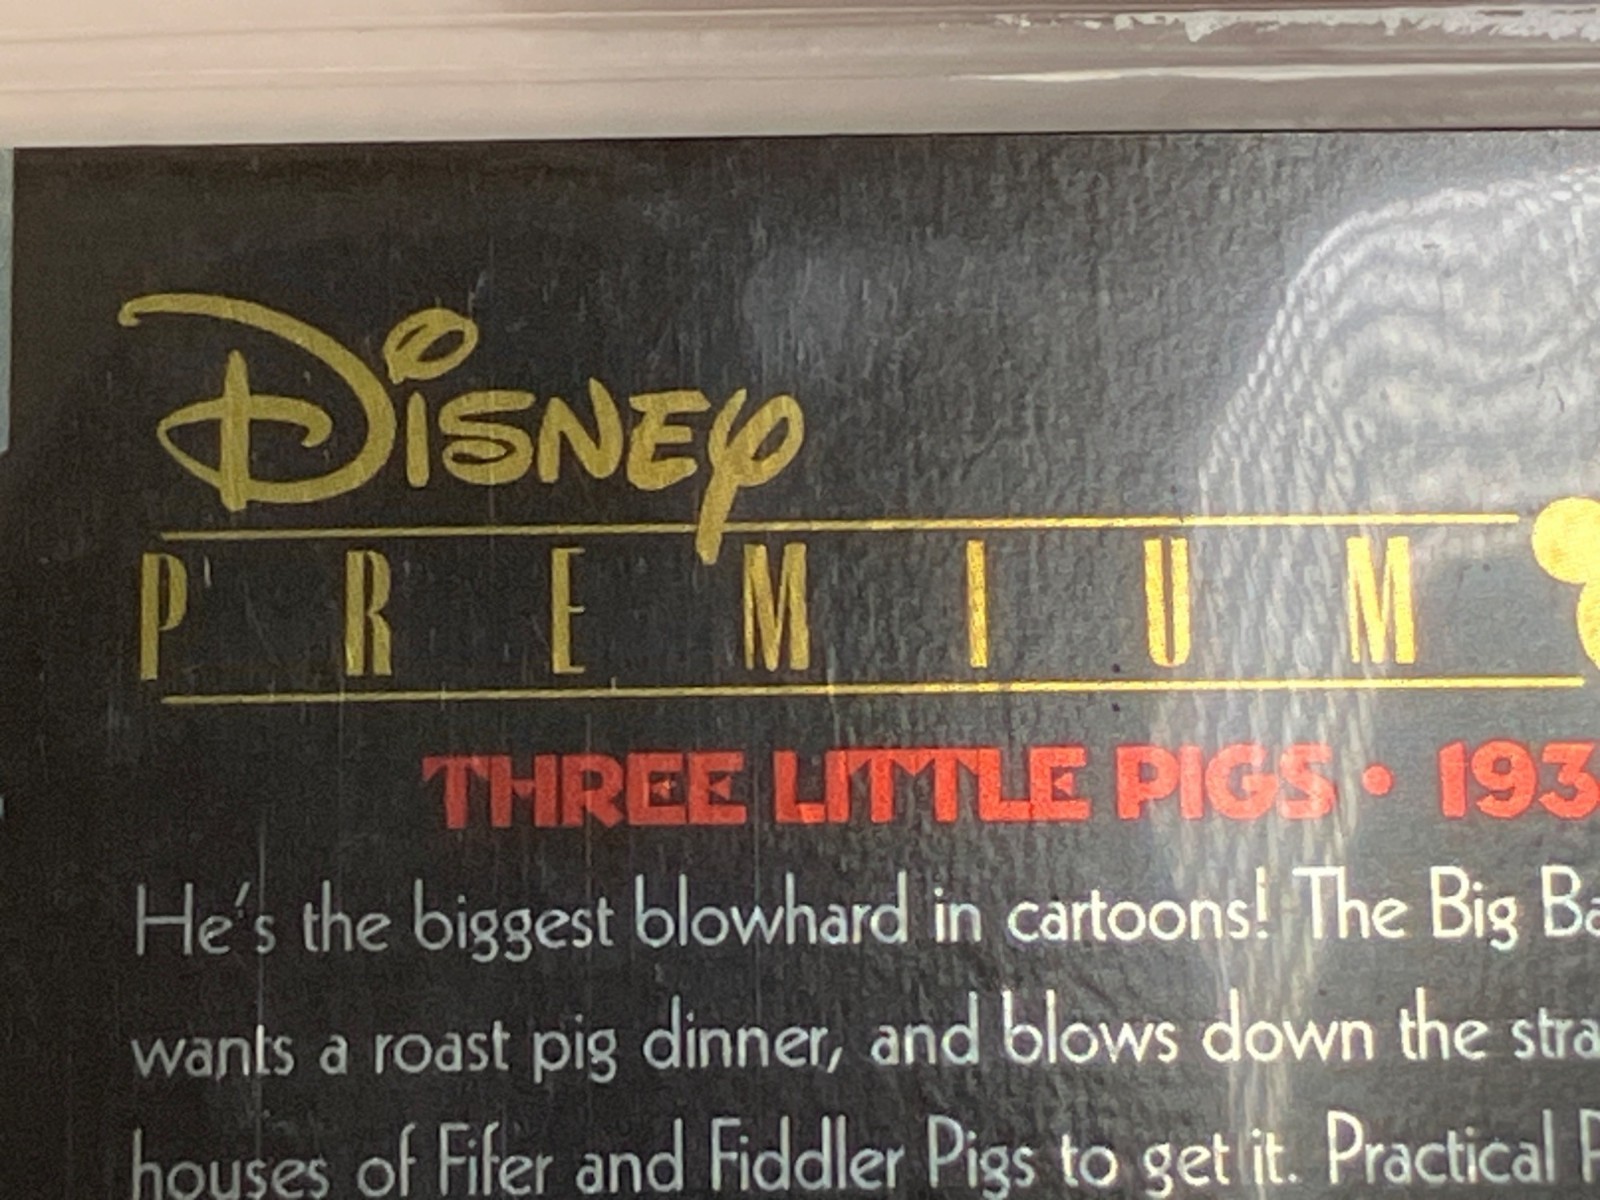 DISNEY
PREMIUM
THREE LITTLE PIGS • 193
He's the biggest blowhard in cartoons! The Big Ba
wants a roast pig dinner, and blows down the stra
houses of Fifer and Fiddler Pigs to get it. Practical P